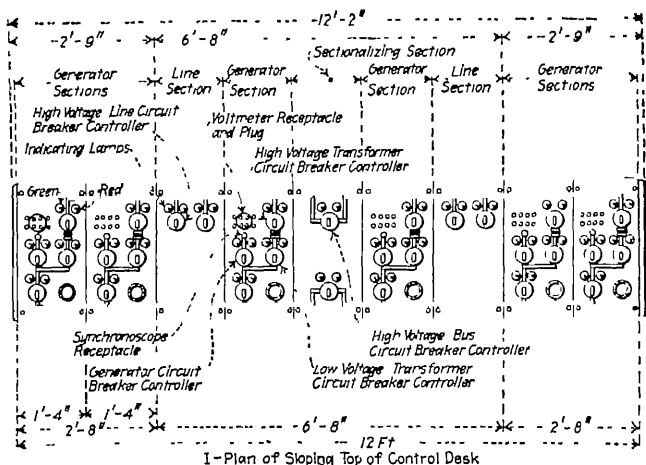 12'-2"
2'-9" 6'-8" 2'-9"
Sectionalizing Section
Generator Sections
Line Section
Generator Section
Generator Section
Line Section
Generator Sections
High Voltage Line Circuit
Breaker Controller
Voltmeter Receptacle
and Plug
Indicating Lamps
High Voltage Transformer
Circuit Breaker Controller
Green
Red
Synchronoscope
Receptacle
Generator Circuit
Breaker Controller
High Voltage Bus
Circuit Breaker Controller
Low Voltage Transformer
Circuit Breaker Controller
1'-4" 1'-4"
2'-8" 6'-8" 2'-8"
12 Ft
I-Plan of Sloping Top of Control Desk